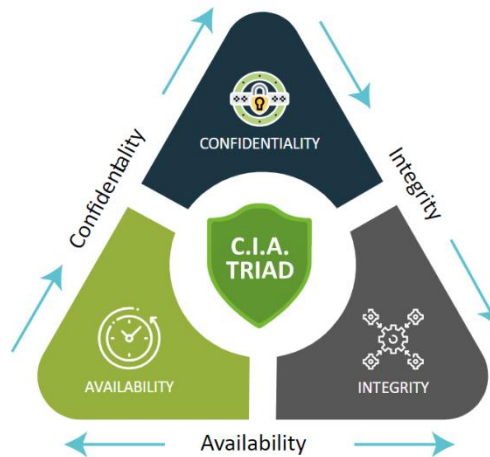 CONFIDENTIALITY
Confidentality
Integrity
C.I.A.
TRIAD
AVAILABILITY
INTEGRITY
Availability